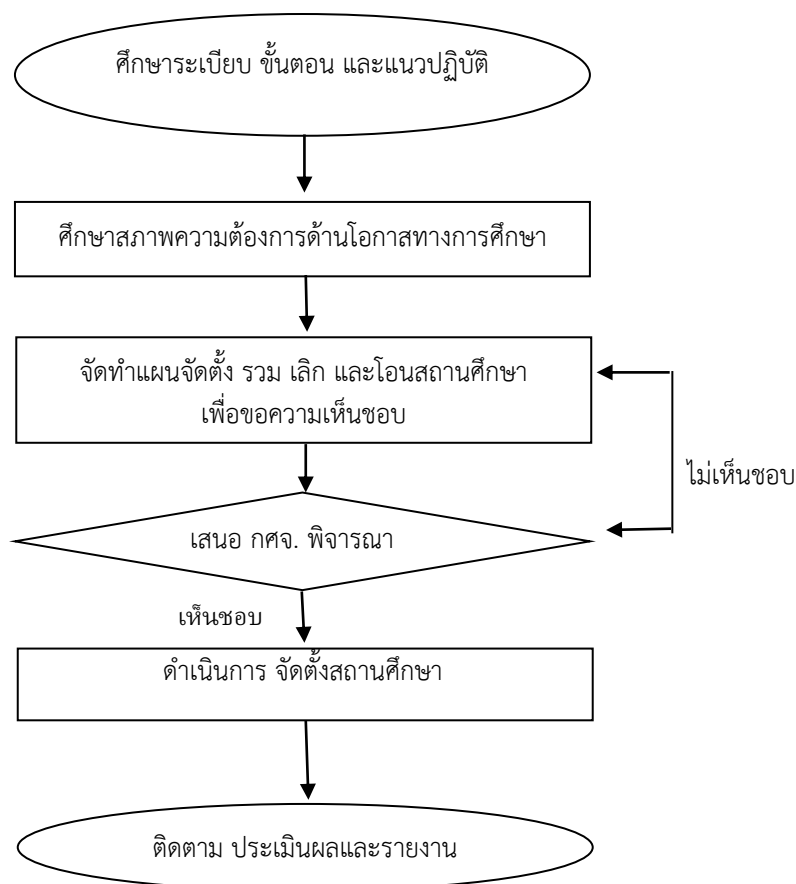 ศึกษาระเบียบ ขั้นตอน และแนวปฏิบัติ
ศึกษาสภาพความต้องการด้านโอกาสทางการศึกษา
จัดทำแผนจัดตั้ง รวม เลิก และโอนสถานศึกษา
เพื่อขอความเห็นชอบ
ไม่เห็นชอบ
เสนอ กศจ. พิจารณา
เห็นชอบ
ดำเนินการ จัดตั้งสถานศึกษา
ติดตาม ประเมินผลและรายงาน